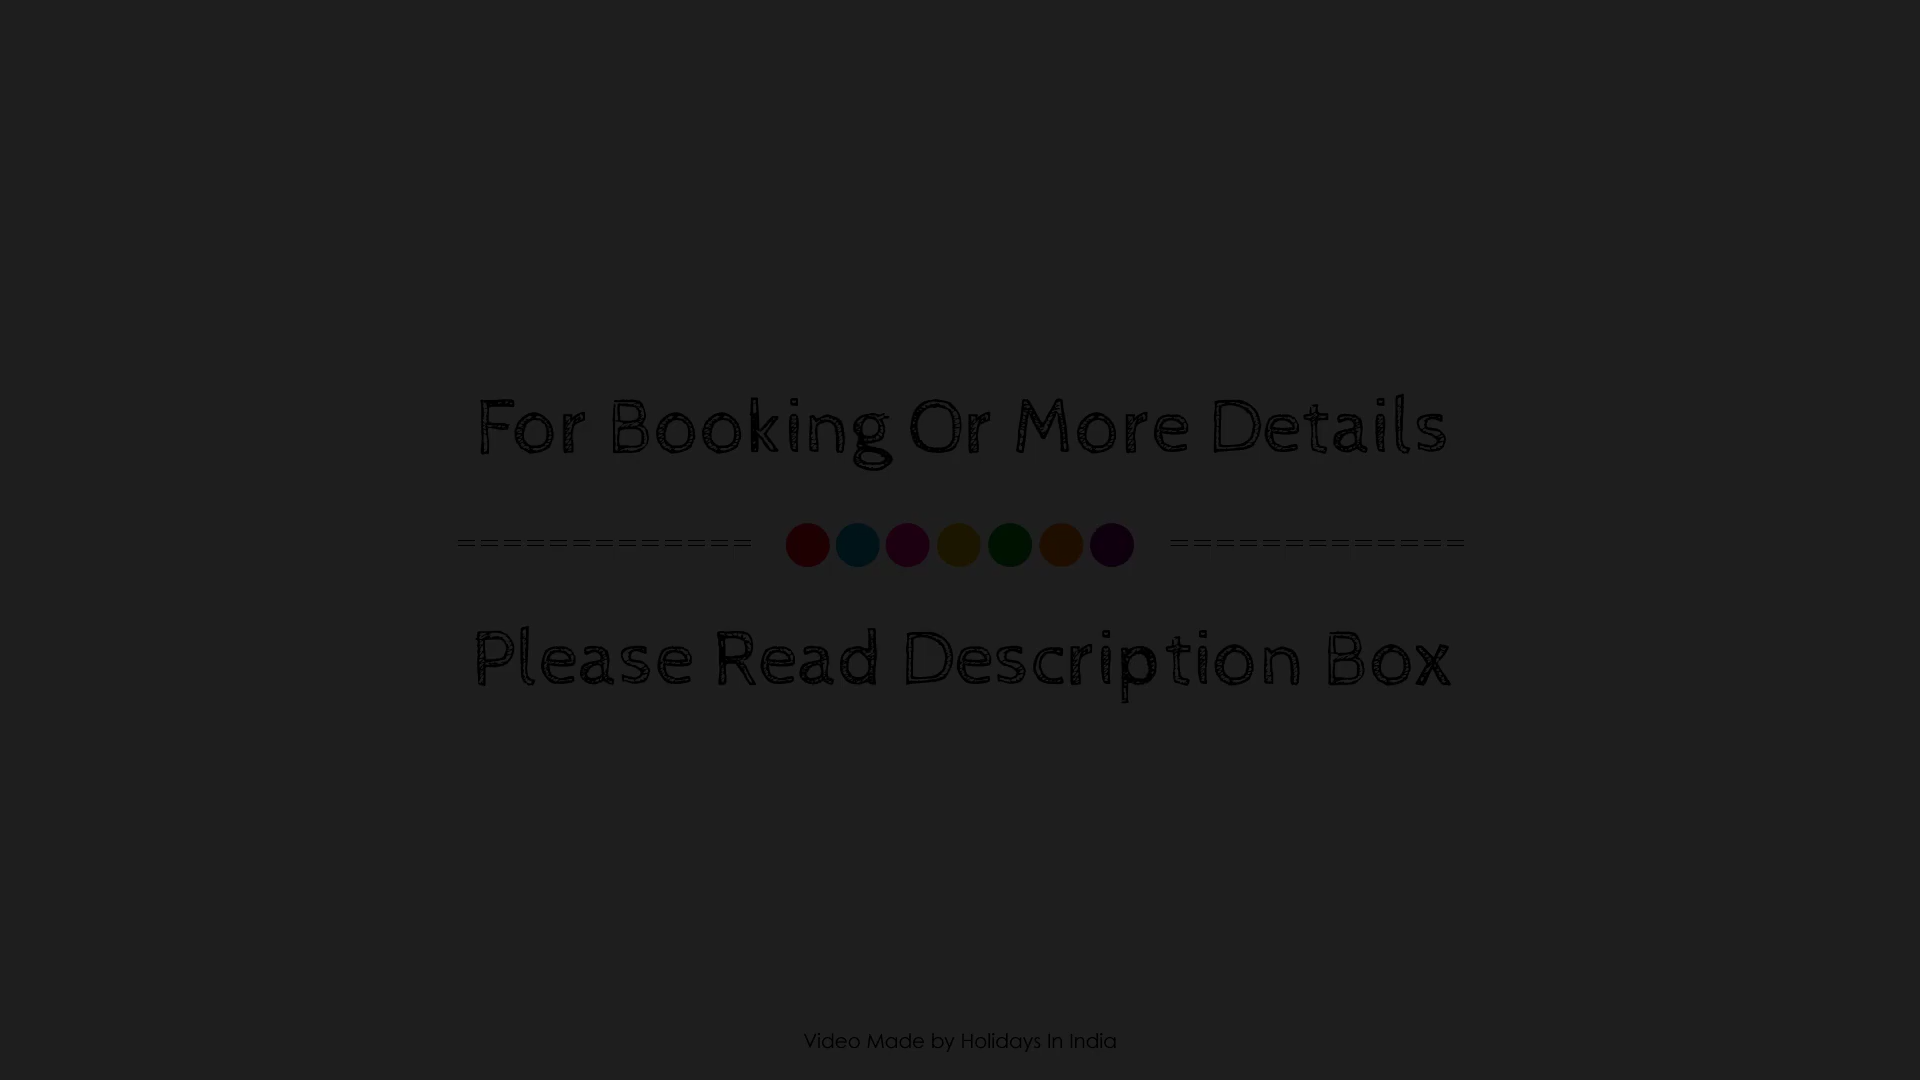 For Booking Or More Details
============= =============
Please Read Description Box
Video Made by Holidays In India